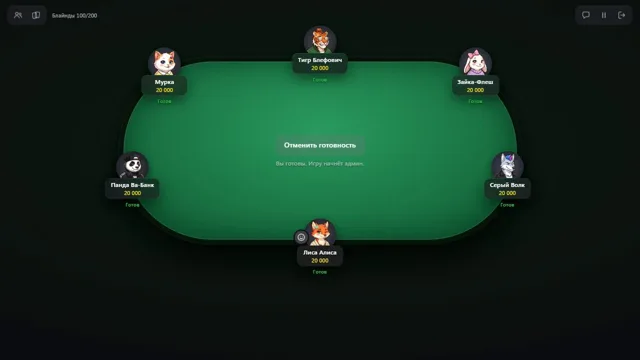 Блайнды 100/200
Тигр Блефович
20 000
Готов
Мурка
20 000
Готов
Зайка-Флеш
20 000
Готов
Отменить готовность
Вы готовы. Игру начнёт админ.
Панда Ва-Банк
20 000
Готов
Серый Волк
20 000
Готов
Лиса Алиса
20 000
Готов